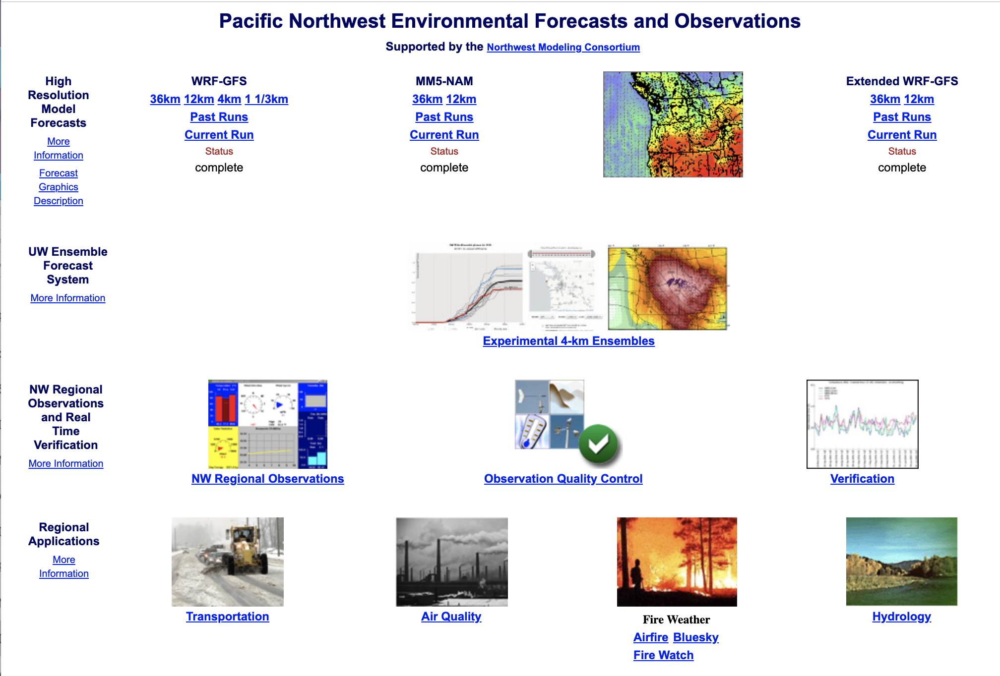 Pacific Northwest Environmental Forecasts and Observations
Supported by the Northwest Modeling Consortium
High
Resolution
Model
Forecasts
More
Information
Forecast
Graphics
Description
WRF-GFS
36km 12km 4km 1 1/3km
Past Runs
Current Run
Status
complete
MM5-NAM
36km 12km
Past Runs
Current Run
Status
complete
Extended WRF-GFS
36km 12km
Past Runs
Current Run
Status
complete
UW Ensemble
Forecast
System
More Information
Experimental 4-km Ensembles
NW Regional
Observations
and Real
Time
Verification
More Information
NW Regional Observations
Observation Quality Control
Verification
Regional
Applications
More
Information
Transportation
Air Quality
Fire Weather
Airfire Bluesky
Fire Watch
Hydrology